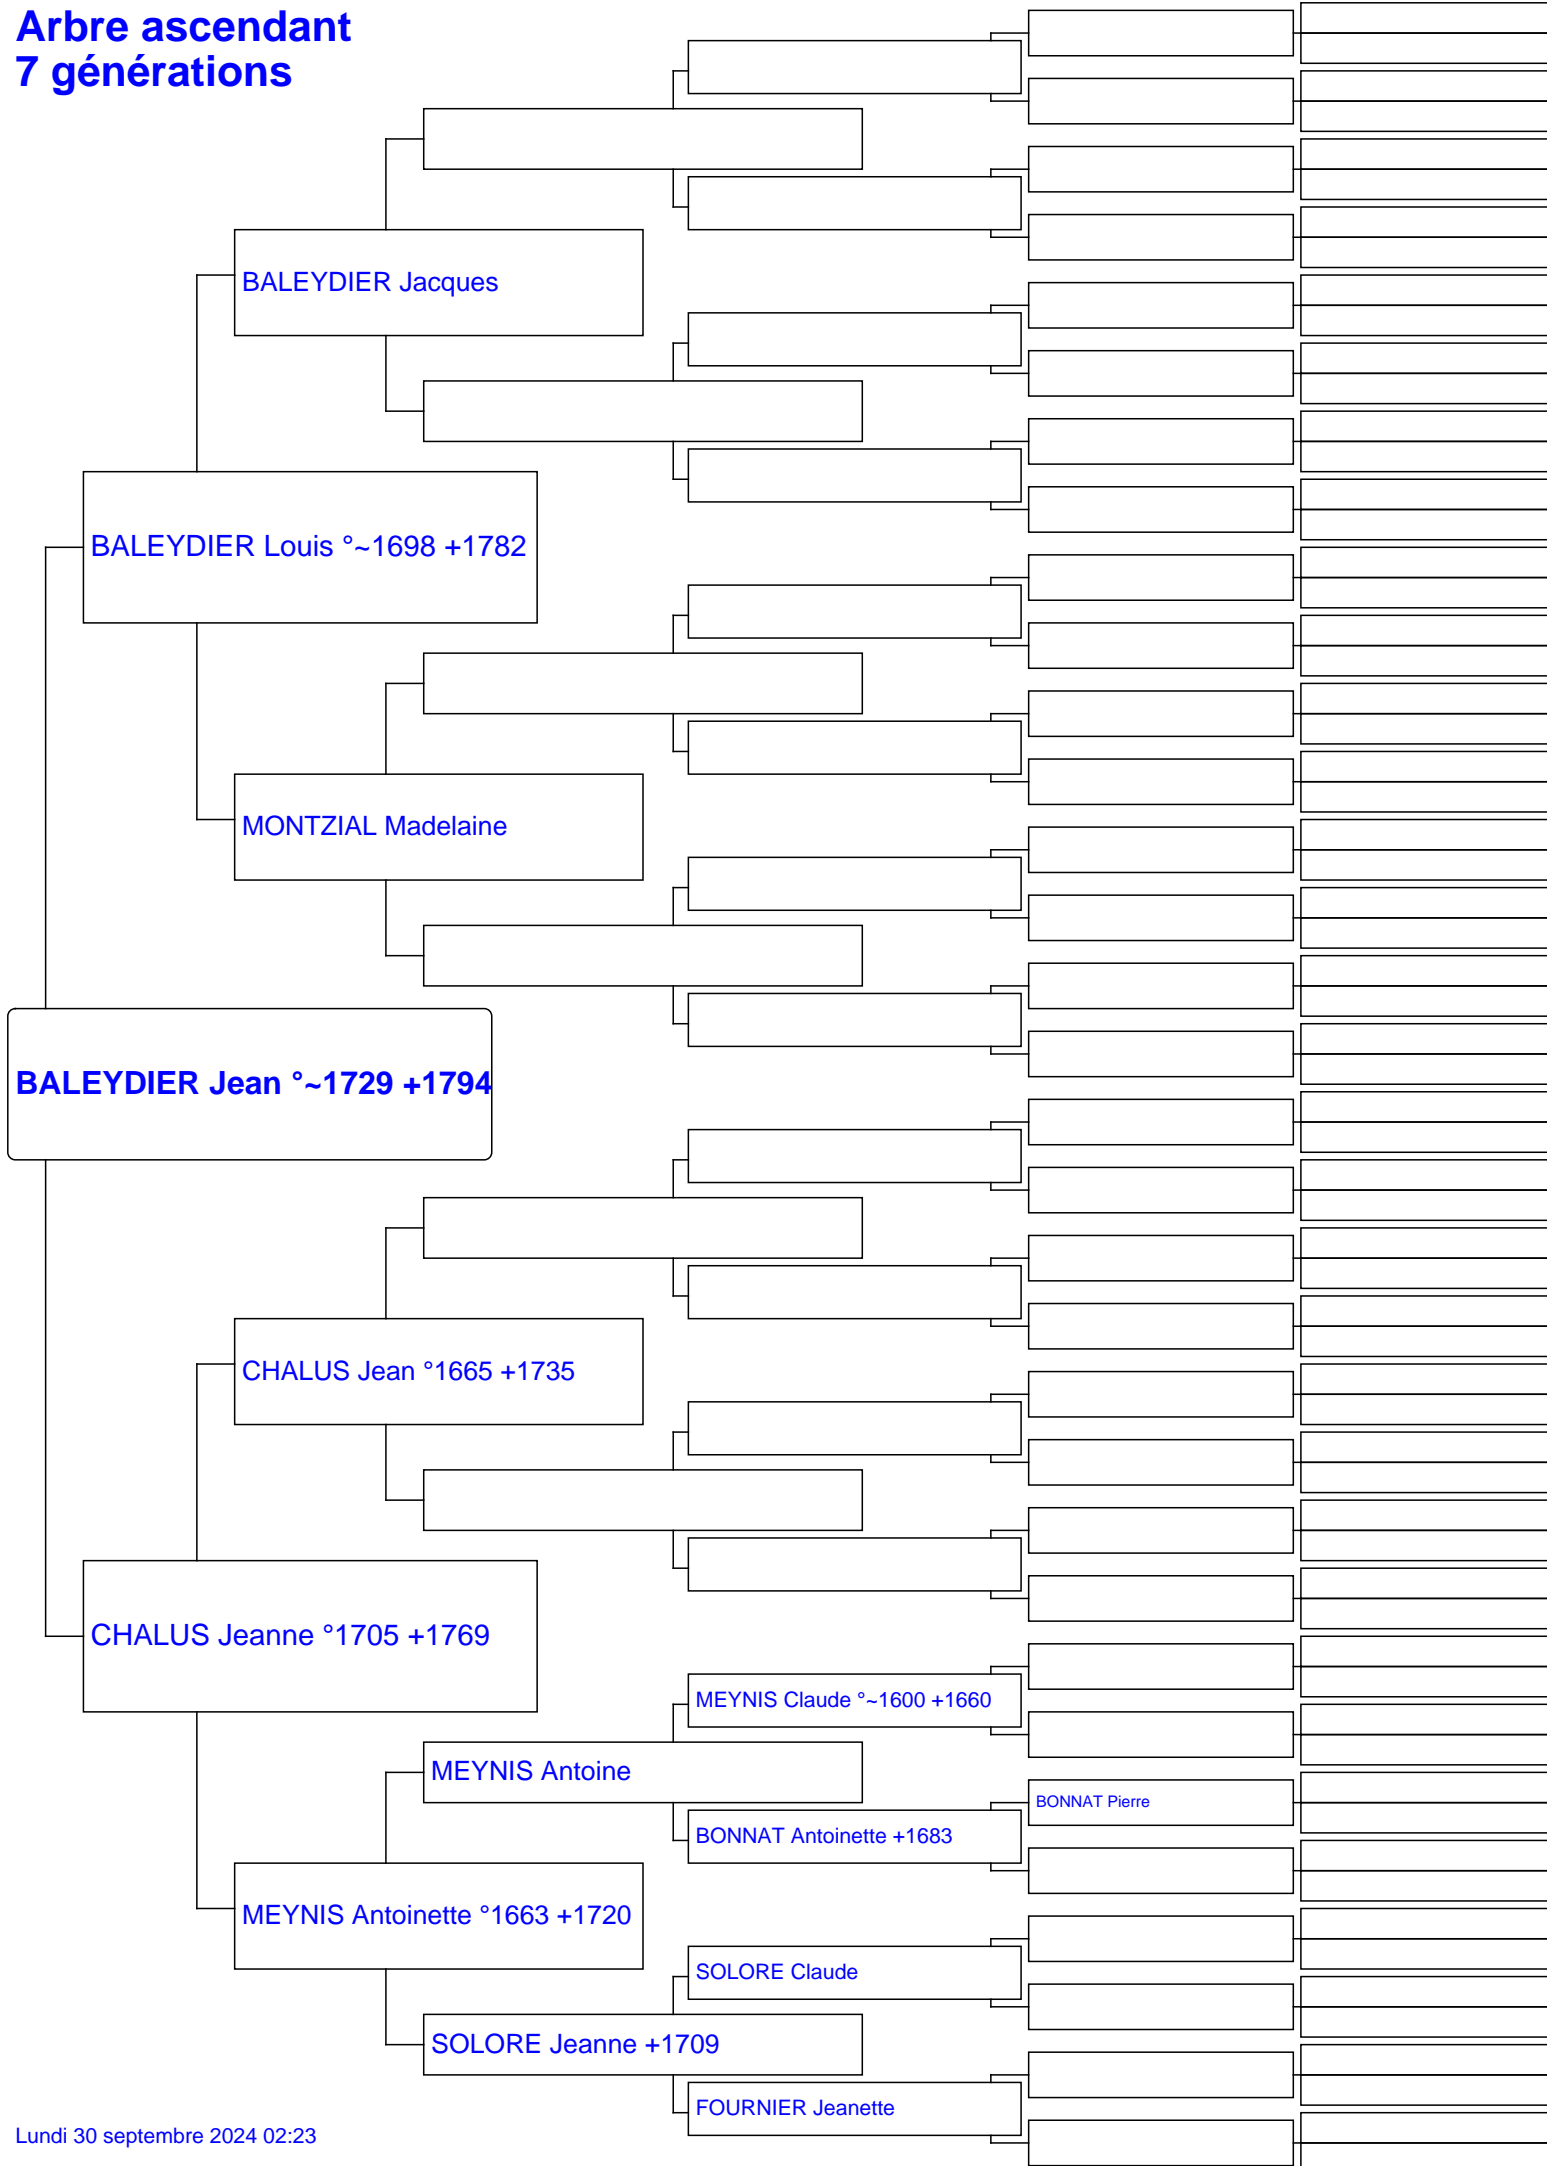 Arbre ascendant
7 générations
BALEYDIER Jacques
BALEYDIER Louis °~1698 +1782
MONTZIAL Madelaine
BALEYDIER Jean °~1729 +1794
CHALUS Jean °1665 +1735
CHALUS Jeanne °1705 +1769
MEYNIS Claude °~1600 +1660
MEYNIS Antoine
BONNAT Pierre
BONNAT Antoinette +1683
MEYNIS Antoinette °1663 +1720
SOLORE Claude
SOLORE Jeanne +1709
FOURNIER Jeanette
Lundi 30 septembre 2024 02:23